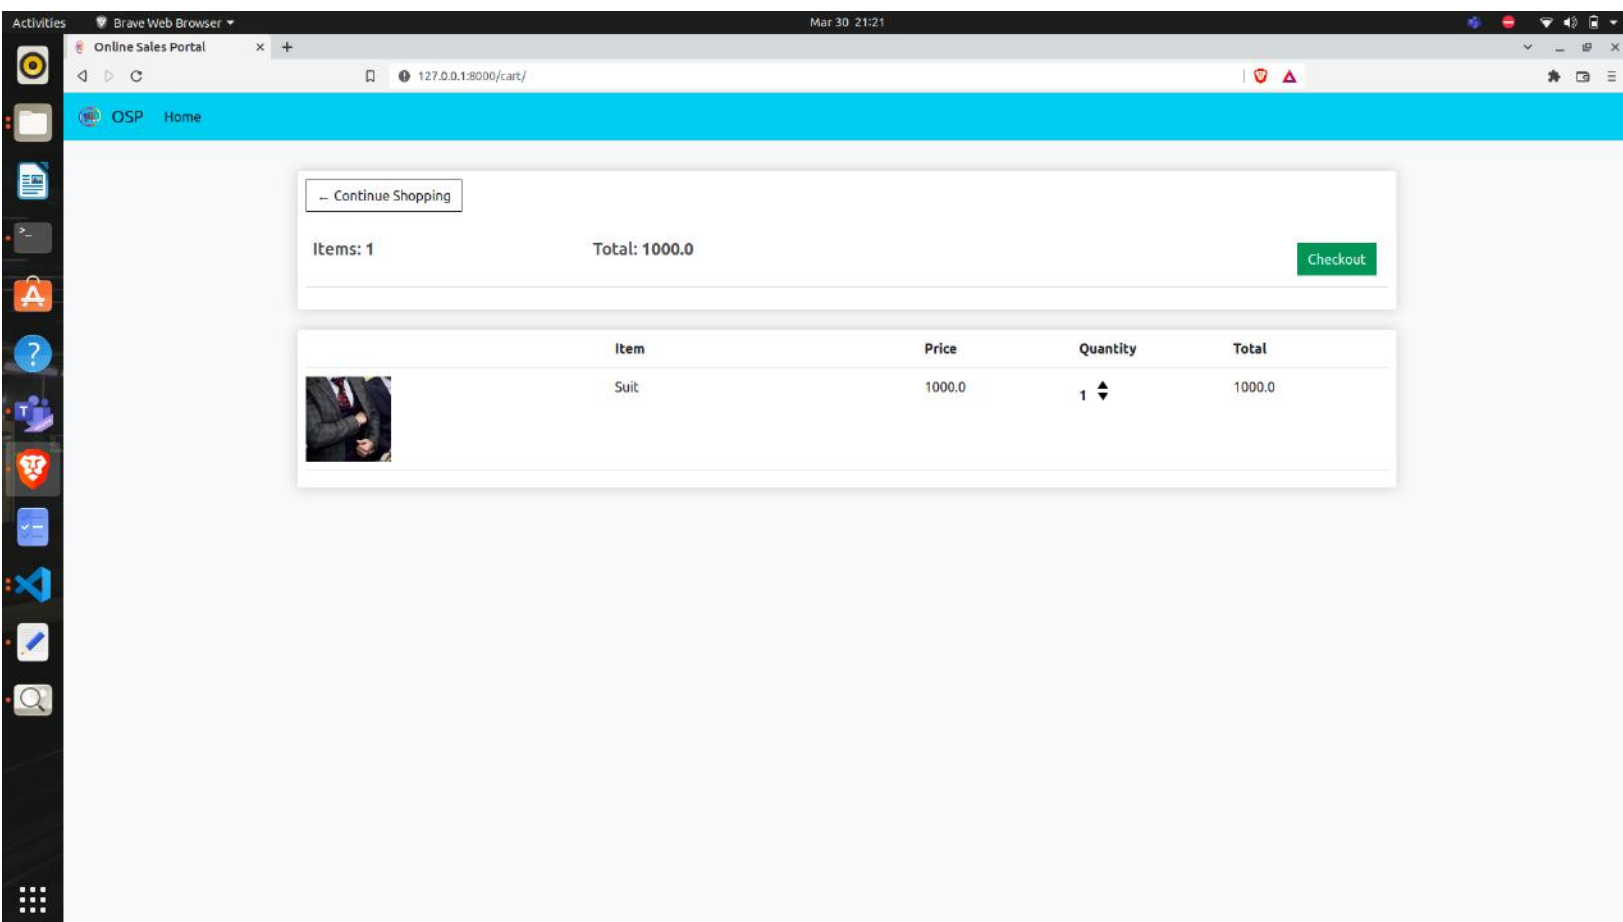 Activities Brave Web Browser Mar 30 21:21
Online Sales Portal
127.0.0.1:8000/cart/
OSP Home
← Continue Shopping
Items: 1 Total: 1000.0
Checkout
Item Price Quantity Total
Suit 1000.0 1 1000.0